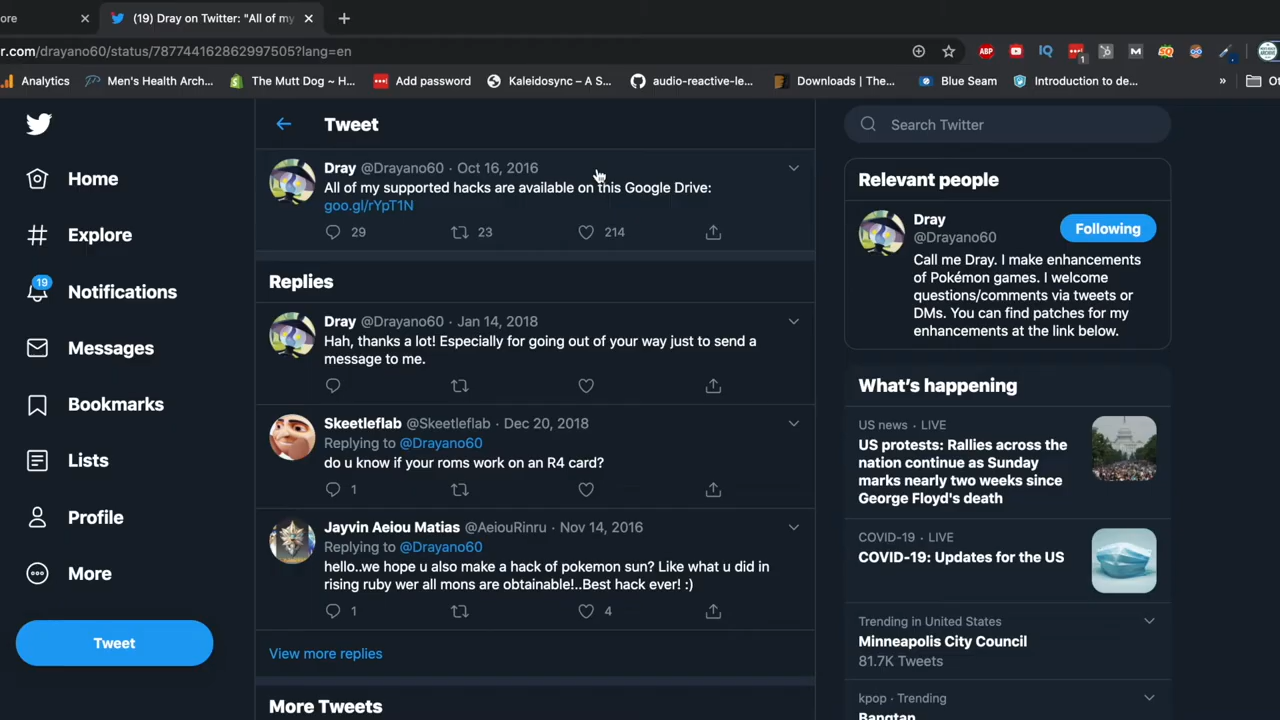 ore
(19) Dray on Twitter: "All of my
r.com/drayano60/status/787744162862997505?lang=en
ABP
IQ
1
M
SQ
Analytics
Men's Health Arch...
The Mutt Dog ~ H...
Add password
Kaleidosync – A S...
audio-reactive-le...
Downloads | The...
Blue Seam
Introduction to de...
»
Home
Explore
19
Notifications
Messages
Bookmarks
Lists
Profile
More
Tweet
Tweet
Dray @Drayano60 · Oct 16, 2016
All of my supported hacks are available on this Google Drive:
goo.gl/rYpT1N
29 23 214
Replies
Dray @Drayano60 · Jan 14, 2018
Hah, thanks a lot! Especially for going out of your way just to send a
message to me.
Skeetleflab @Skeetleflab · Dec 20, 2018
Replying to @Drayano60
do u know if your roms work on an R4 card?
1
Jayvin Aeiou Matias @AeiouRinru · Nov 14, 2016
Replying to @Drayano60
hello..we hope u also make a hack of pokemon sun? Like what u did in
rising ruby wer all mons are obtainable!..Best hack ever! :)
1 4
View more replies
More Tweets
Search Twitter
Relevant people
Dray
@Drayano60
Following
Call me Dray. I make enhancements
of Pokémon games. I welcome
questions/comments via tweets or
DMs. You can find patches for my
enhancements at the link below.
What's happening
US news · LIVE
US protests: Rallies across the
nation continue as Sunday
marks nearly two weeks since
George Floyd's death
COVID-19 · LIVE
COVID-19: Updates for the US
Trending in United States
Minneapolis City Council
81.7K Tweets
kpop · Trending
Bangtan